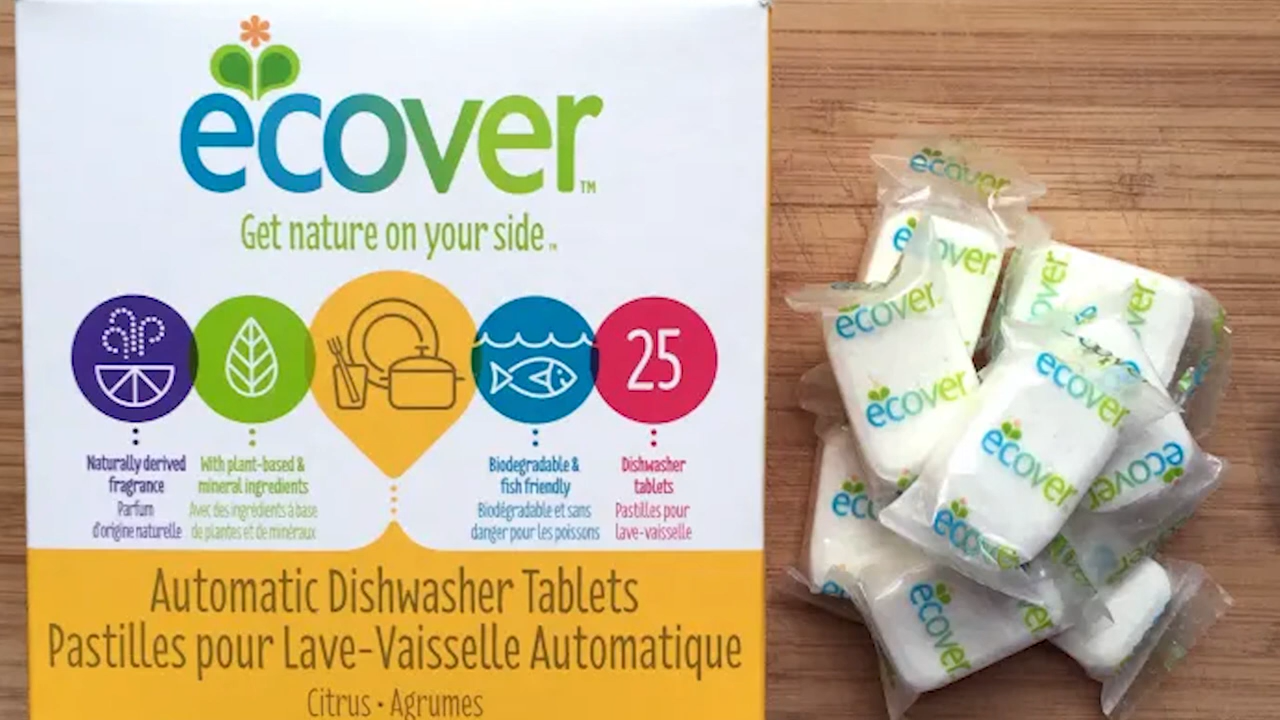 ecover™
Get nature on your side™
25
Naturally derived
fragrance
Parfum
d'origine naturelle
With plant-based &
mineral ingredients
Avec des ingrédients à base
de plantes et de minéraux
Biodegradable &
fish friendly
Biodégradable et sans
danger pour les poissons
Dishwasher
tablets
Pastilles pour
lave-vaisselle
Automatic Dishwasher Tablets
Pastilles pour Lave-Vaisselle Automatique
Citrus • Agrumes
ecover
ecover
ecover
ecover
ecover
ecover
ecover
ecover